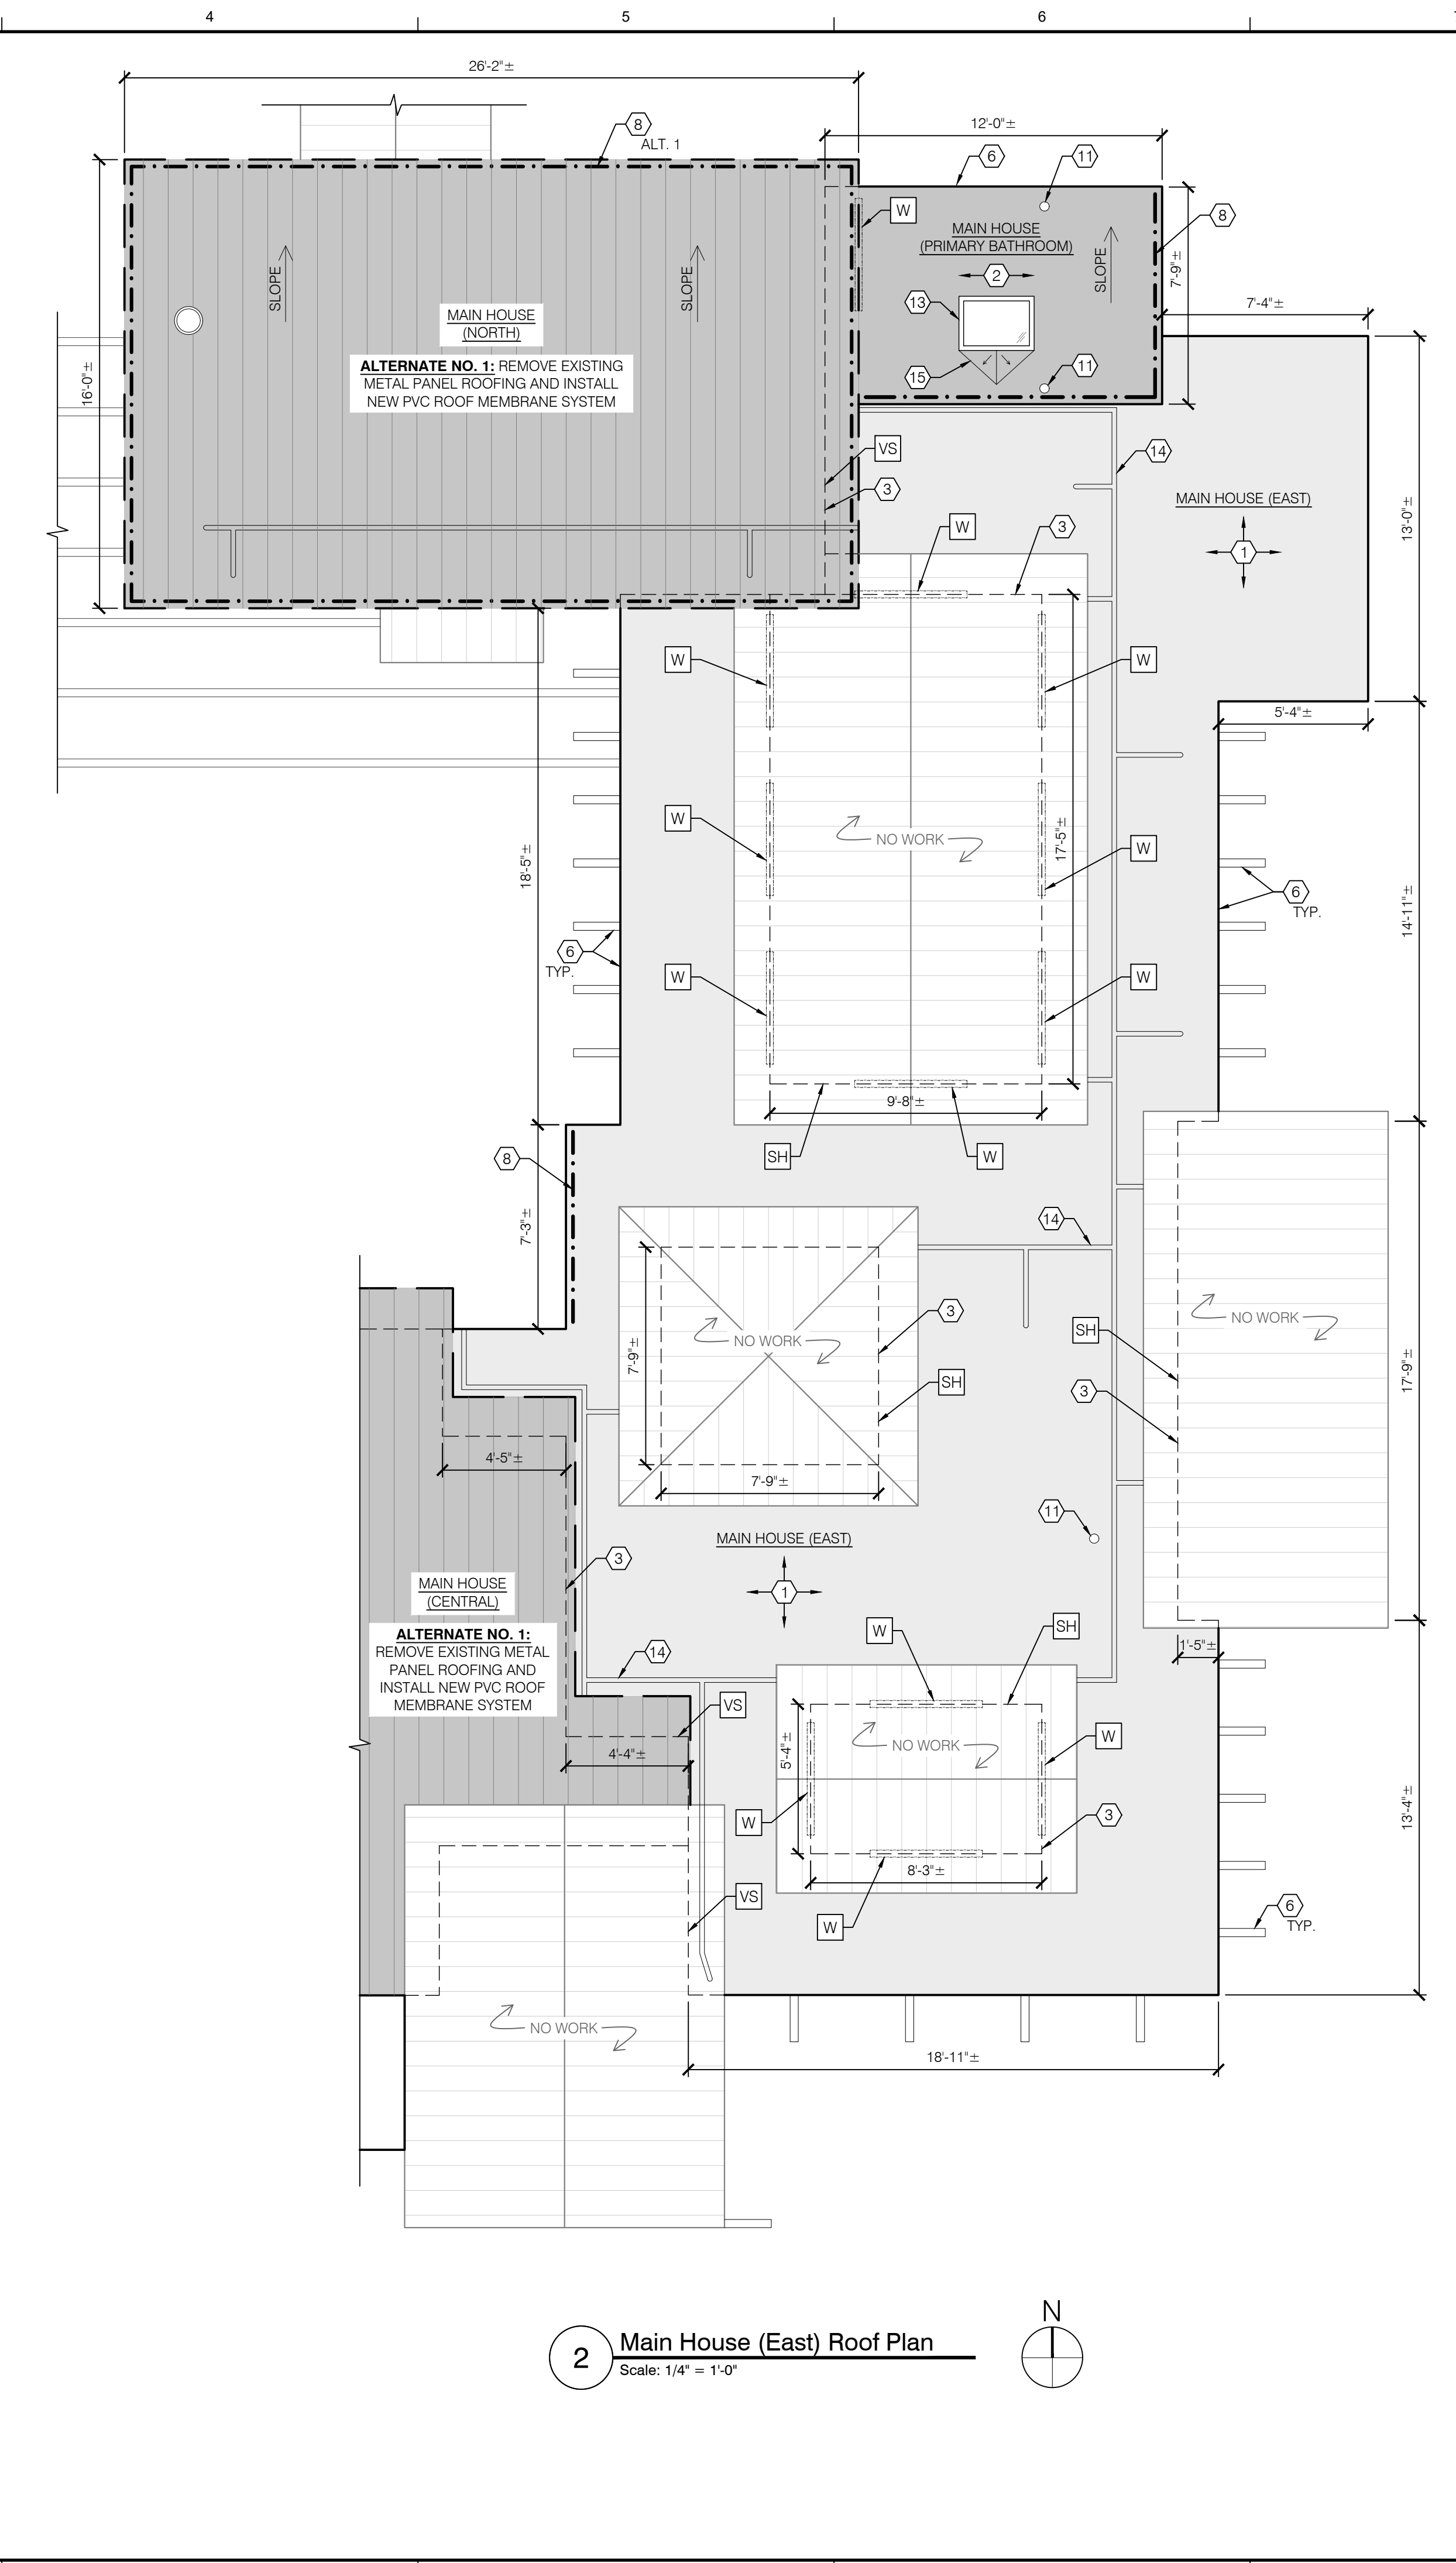 4 5 6
26'-2"±
8
ALT. 1
12'-0"±
6
11
W
MAIN HOUSE
(PRIMARY BATHROOM)
8
SLOPE
SLOPE
SLOPE
7'-9"±
2
13
7'-4"±
MAIN HOUSE
(NORTH)
16'-0"±
ALTERNATE NO. 1: REMOVE EXISTING
METAL PANEL ROOFING AND INSTALL
NEW PVC ROOF MEMBRANE SYSTEM
15
11
VS
14
3
MAIN HOUSE (EAST)
13'-0"±
1
W
3
W
W
5'-4"±
W
NO WORK
17'-5"±
W
18'-5"±
6
TYP.
14'-11"±
6
TYP.
W
W
9'-8"±
SH
W
8
7'-3"±
14
3
NO WORK
7'-9"±
SH
SH
NO WORK
3
17'-9"±
4'-5"±
7'-9"±
11
MAIN HOUSE (EAST)
3
1
MAIN HOUSE
(CENTRAL)
ALTERNATE NO. 1:
REMOVE EXISTING METAL
PANEL ROOFING AND
INSTALL NEW PVC ROOF
MEMBRANE SYSTEM
14
W
SH
1'-5"±
VS
4'-4"±
5'-4"±
NO WORK
W
W
3
13'-4"±
8'-3"±
VS
W
6
TYP.
NO WORK
18'-11"±
N
2
Main House (East) Roof Plan
Scale: 1/4" = 1'-0"